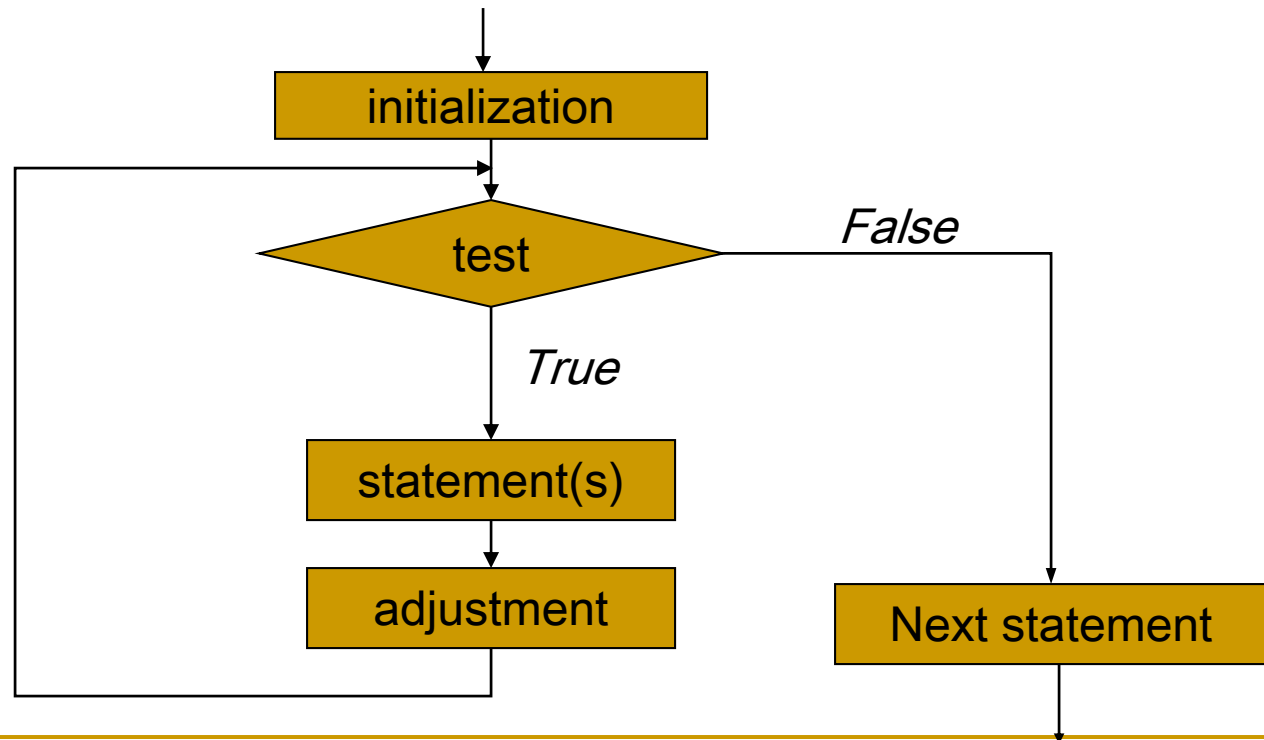 initialization
test
False
True
statement(s)
adjustment
Next statement